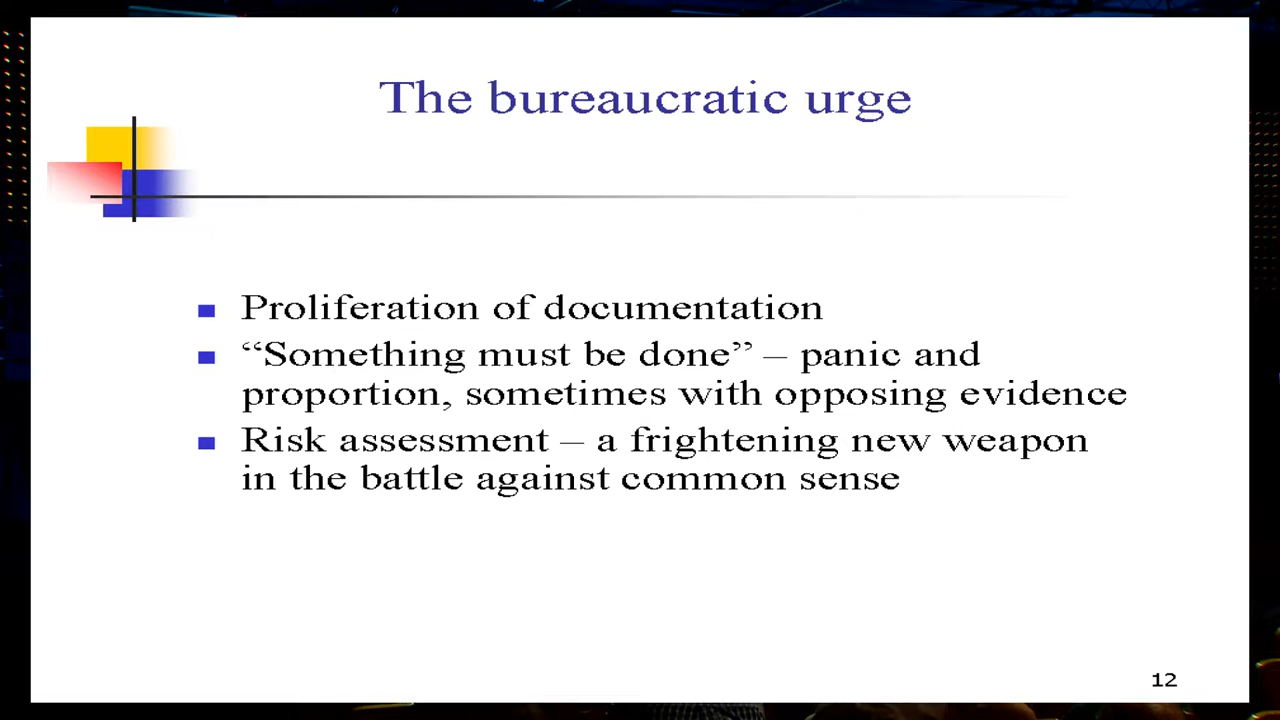 The bureaucratic urge
Proliferation of documentation
“Something must be done” – panic and
proportion, sometimes with opposing evidence
Risk assessment – a frightening new weapon
in the battle against common sense
12